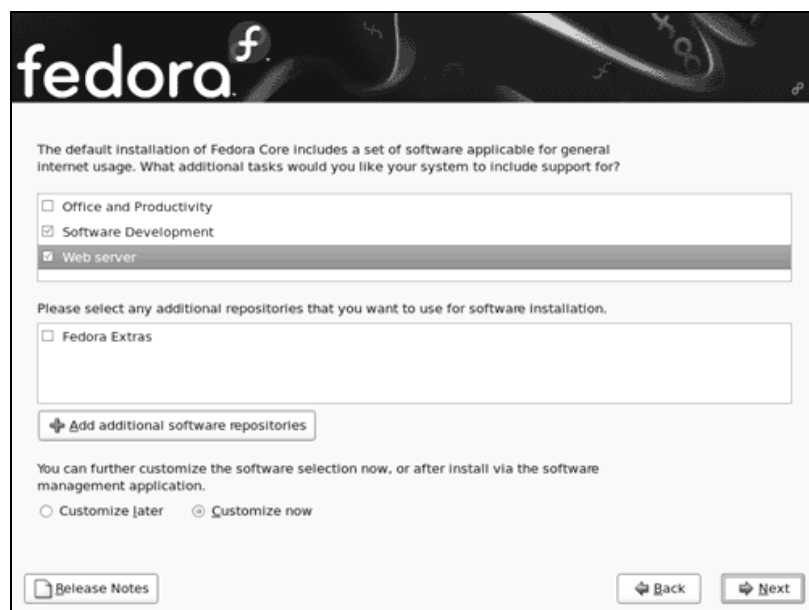 fedora
The default installation of Fedora Core includes a set of software applicable for general
internet usage. What additional tasks would you like your system to include support for?
Office and Productivity
Software Development
Web server
Please select any additional repositories that you want to use for software installation.
Fedora Extras
Add additional software repositories
You can further customize the software selection now, or after install via the software
management application.
Customize later Customize now
Release Notes Back Next